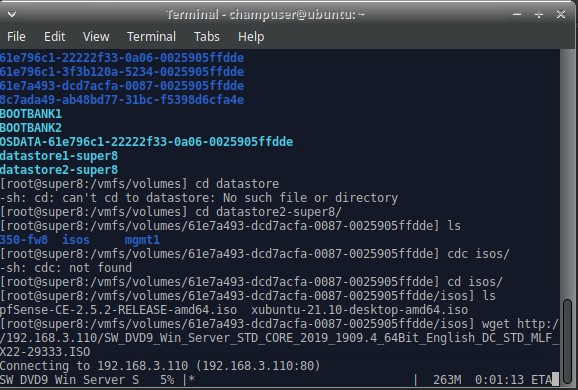 Terminal - champuser@ubuntu: ~
File Edit View Terminal Tabs Help
61e796c1-22222f33-0a06-0025905ffdde
61e796c1-3f3b120a-5234-0025905ffdde
61e7a493-dcd7acfa-0087-0025905ffdde
8c7ada49-ab48bd77-31bc-f5398d6cfa4e
BOOTBANK1
BOOTBANK2
OSDATA-61e796c1-22222f33-0a06-0025905ffdde
datastore1-super8
datastore2-super8
[root@super8:/vmfs/volumes] cd datastore
-sh: cd: can't cd to datastore: No such file or directory
[root@super8:/vmfs/volumes] cd datastore2-super8/
[root@super8:/vmfs/volumes/61e7a493-dcd7acfa-0087-0025905ffdde] ls
350-fw8 isos mgmt1
[root@super8:/vmfs/volumes/61e7a493-dcd7acfa-0087-0025905ffdde] cdc isos/
-sh: cdc: not found
[root@super8:/vmfs/volumes/61e7a493-dcd7acfa-0087-0025905ffdde] cd isos/
[root@super8:/vmfs/volumes/61e7a493-dcd7acfa-0087-0025905ffdde/isos] ls
pfSense-CE-2.5.2-RELEASE-amd64.iso xubuntu-21.10-desktop-amd64.iso
[root@super8:/vmfs/volumes/61e7a493-dcd7acfa-0087-0025905ffdde/isos] wget http:/
/192.168.3.110/SW_DVD9_Win_Server_STD_CORE_2019_1909.4_64Bit_English_DC_STD_MLF_
X22-29333.ISO
Connecting to 192.168.3.110 (192.168.3.110:80)
SW_DVD9_Win_Server_S 5% |* | 263M 0:01:13 ETA